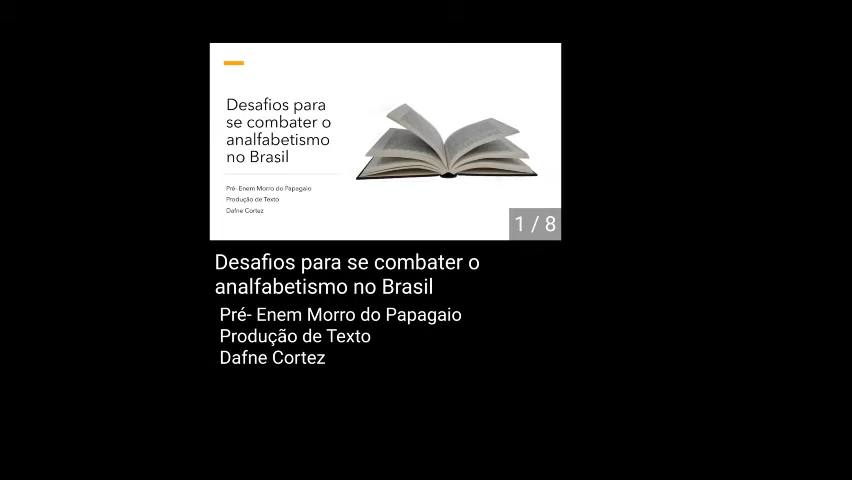 Desafios para
se combater o
analfabetismo
no Brasil
Pré- Enem Morro do Papagaio
Produção de Texto
Dafne Cortez
1 / 8
Desafios para se combater o
analfabetismo no Brasil
Pré- Enem Morro do Papagaio
Produção de Texto
Dafne Cortez